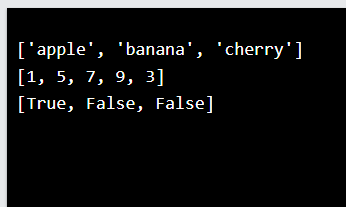 ['apple', 'banana', 'cherry']
[1, 5, 7, 9, 3]
[True, False, False]